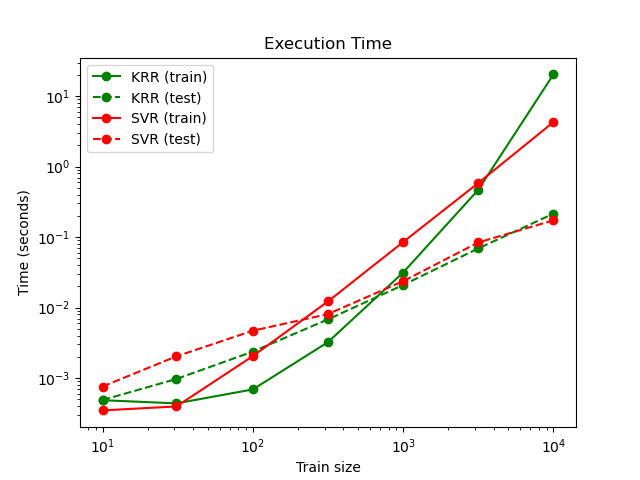 Execution Time
KRR (train)
KRR (test)
SVR (train)
SVR (test)
10¹
10⁰
10⁻¹
10⁻²
10⁻³
Time (seconds)
10¹ 10² 10³ 10⁴
Train size